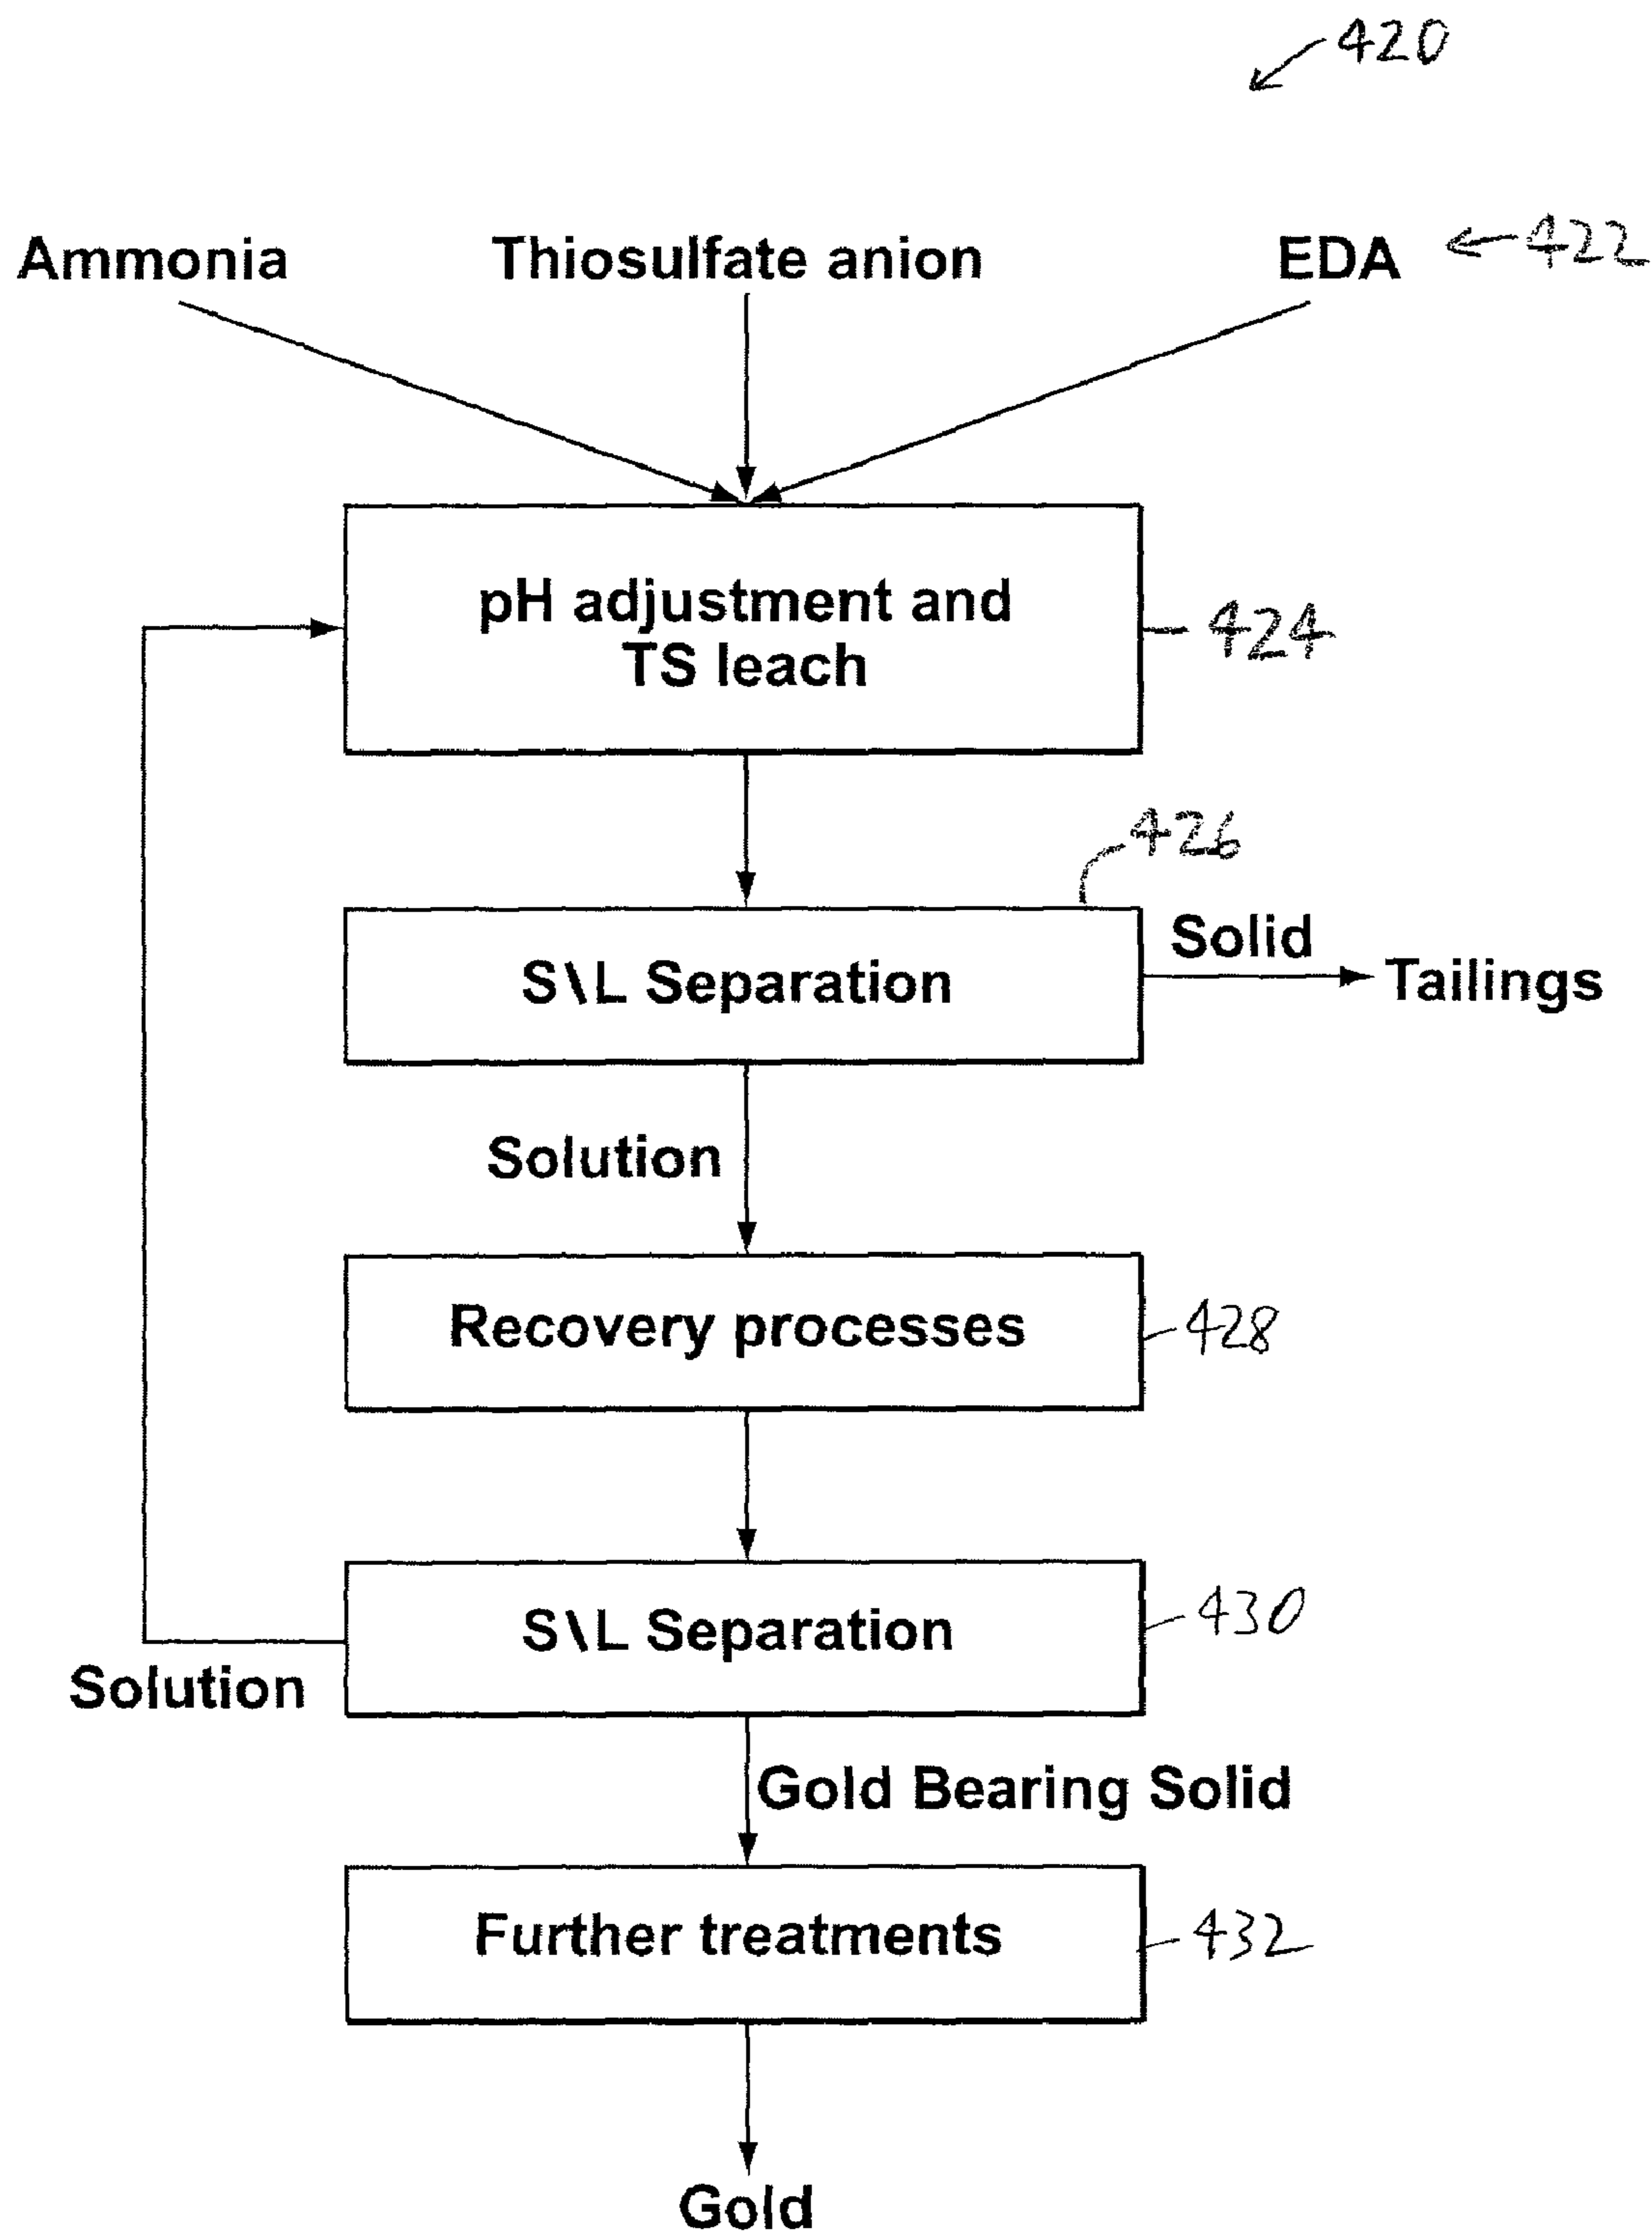 420
Ammonia
Thiosulfate anion
EDA
422
pH adjustment and
TS leach
424
426
Solid
S\L Separation
Tailings
Solution
Recovery processes
428
S\L Separation
430
Solution
Gold Bearing Solid
Further treatments
432
Gold